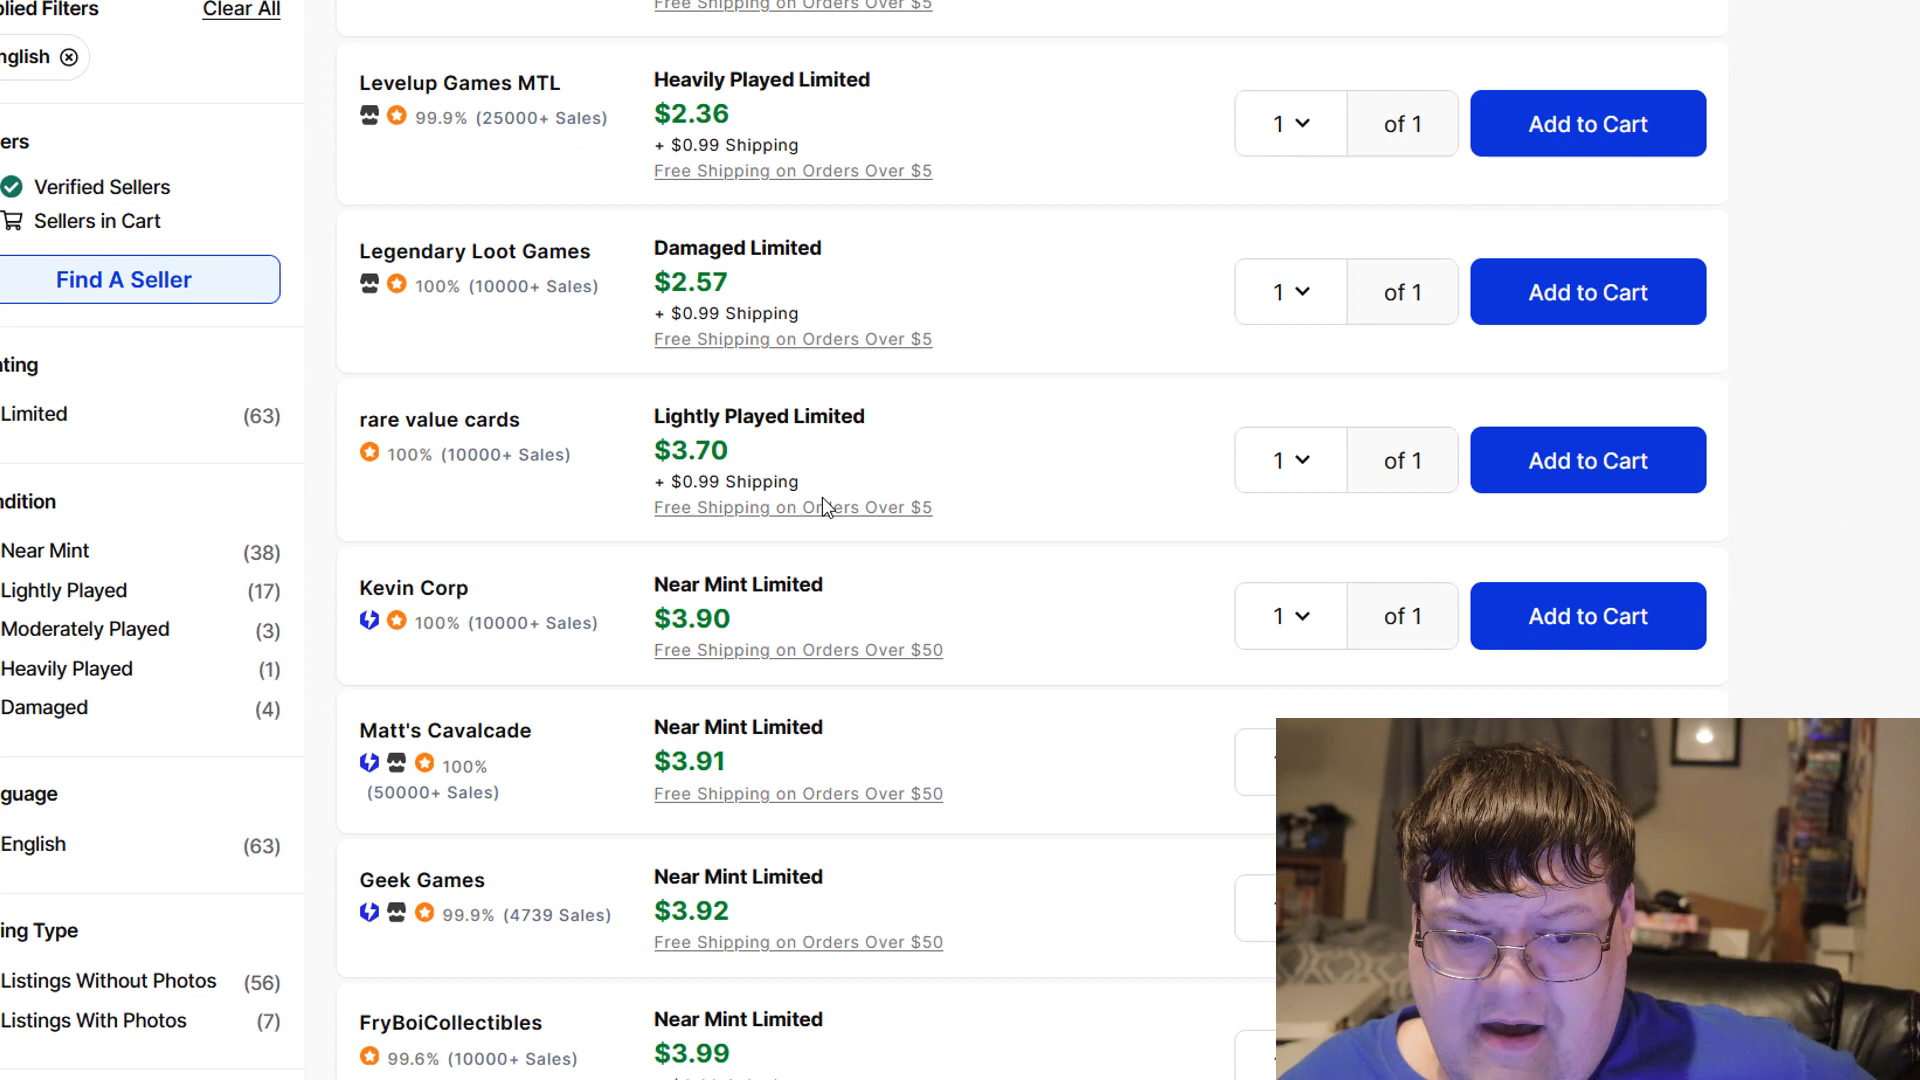 plied Filters
Clear All
nglish
ers
Verified Sellers
Sellers in Cart
Find A Seller
ting
Limited (63)
ndition
Near Mint (38)
Lightly Played (17)
Moderately Played (3)
Heavily Played (1)
Damaged (4)
guage
English (63)
ing Type
Listings Without Photos (56)
Listings With Photos (7)
Free Shipping on Orders Over $5
Levelup Games MTL
99.9% (25000+ Sales)
Heavily Played Limited
$2.36
+ $0.99 Shipping
Free Shipping on Orders Over $5
1 of 1
Add to Cart
Legendary Loot Games
100% (10000+ Sales)
Damaged Limited
$2.57
+ $0.99 Shipping
Free Shipping on Orders Over $5
1 of 1
Add to Cart
rare value cards
100% (10000+ Sales)
Lightly Played Limited
$3.70
+ $0.99 Shipping
Free Shipping on Orders Over $5
1 of 1
Add to Cart
Kevin Corp
100% (10000+ Sales)
Near Mint Limited
$3.90
Free Shipping on Orders Over $50
1 of 1
Add to Cart
Matt's Cavalcade
100%
(50000+ Sales)
Near Mint Limited
$3.91
Free Shipping on Orders Over $50
Geek Games
99.9% (4739 Sales)
Near Mint Limited
$3.92
Free Shipping on Orders Over $50
FryBoiCollectibles
99.6% (10000+ Sales)
Near Mint Limited
$3.99